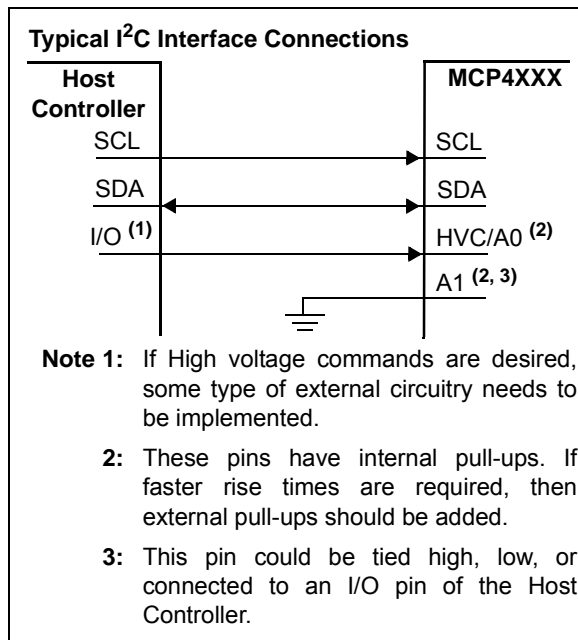 Typical I²C Interface Connections
Host
Controller
MCP4XXX
SCL
SCL
SDA
SDA
I/O (1)
HVC/A0 (2)
A1 (2, 3)
Note 1: If High voltage commands are desired,
some type of external circuitry needs to
be implemented.
2: These pins have internal pull-ups. If
faster rise times are required, then
external pull-ups should be added.
3: This pin could be tied high, low, or
connected to an I/O pin of the Host
Controller.